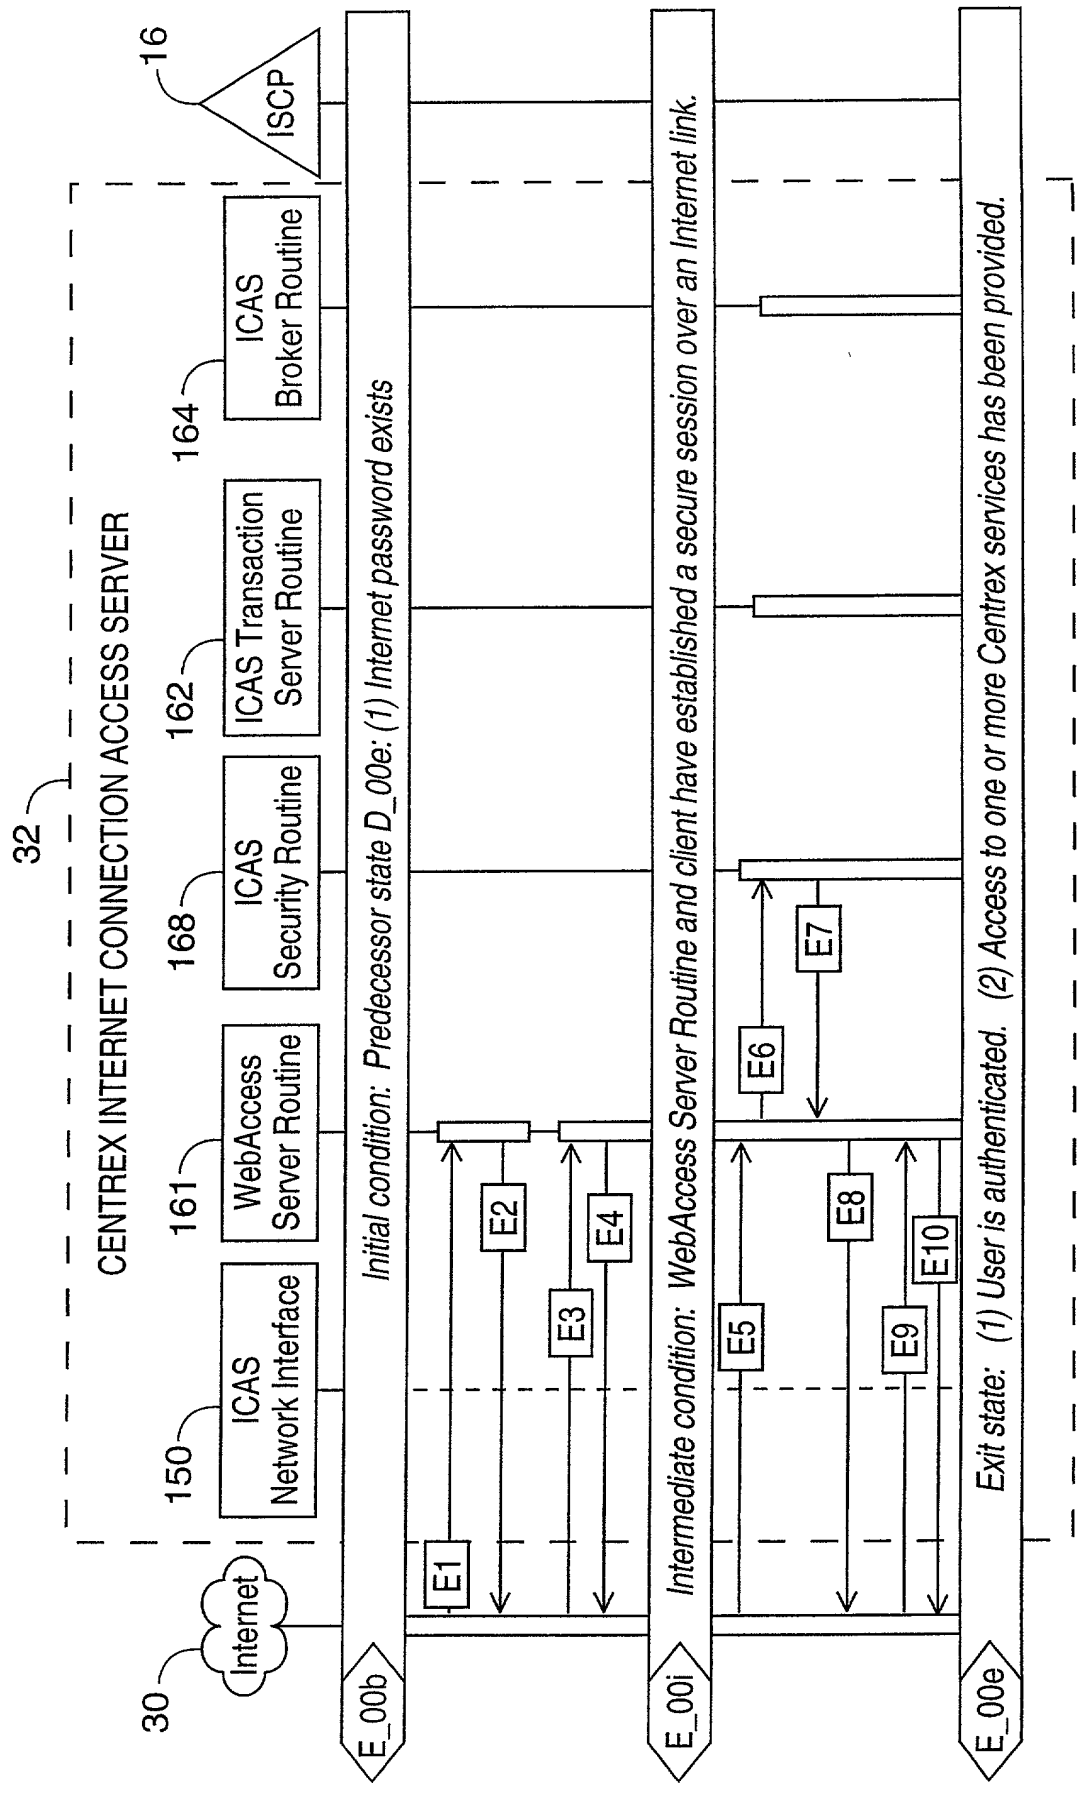 32
CENTREX INTERNET CONNECTION ACCESS SERVER
30
150
161
168
162
164
16
Internet
ICAS
Network Interface
WebAccess
Server Routine
ICAS
Security Routine
ICAS Transaction
Server Routine
ICAS
Broker Routine
ISCP
E_00b
Initial condition: Predecessor state D_00e: (1) Internet password exists
E1
E2
E3
E4
E_00i
Intermediate condition: WebAccess Server Routine and client have established a secure session over an Internet link.
E5
E6
E7
E8
E9
E10
E_00e
Exit state: (1) User is authenticated. (2) Access to one or more Centrex services has been provided.